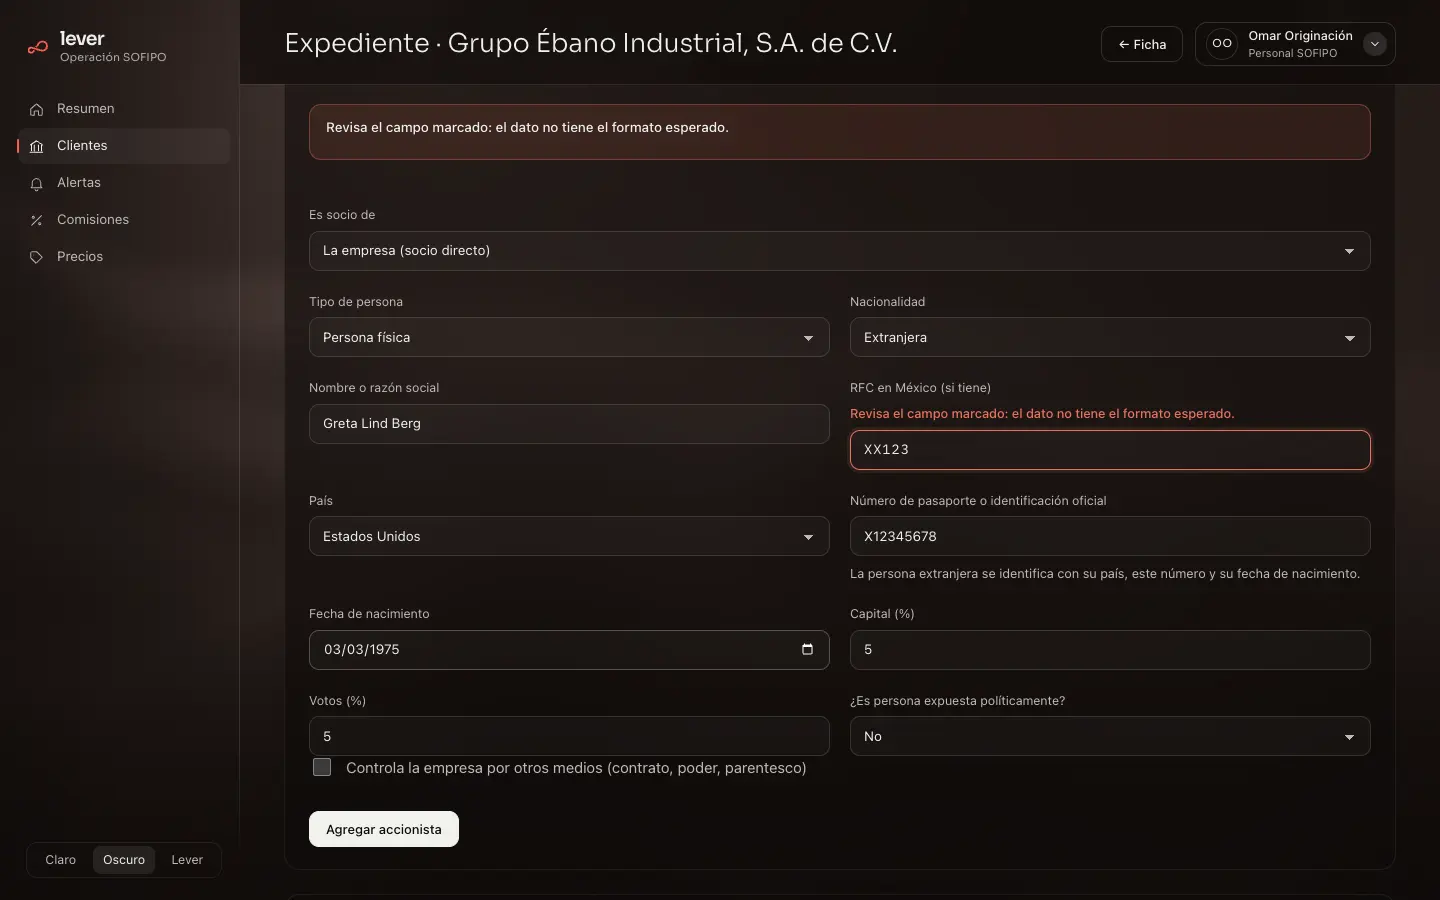 lever
Operación SOFIPO
Resumen
Clientes
Alertas
Comisiones
Precios
Claro
Oscuro
Lever
Expediente · Grupo Ébano Industrial, S.A. de C.V.
← Ficha
OO
Omar Originación
Personal SOFIPO
Revisa el campo marcado: el dato no tiene el formato esperado.
Es socio de
La empresa (socio directo)
Tipo de persona
Persona física
Nacionalidad
Extranjera
Nombre o razón social
Greta Lind Berg
RFC en México (si tiene)
Revisa el campo marcado: el dato no tiene el formato esperado.
XX123
País
Estados Unidos
Número de pasaporte o identificación oficial
X12345678
La persona extranjera se identifica con su país, este número y su fecha de nacimiento.
Fecha de nacimiento
03/03/1975
Capital (%)
5
Votos (%)
5
¿Es persona expuesta políticamente?
No
Controla la empresa por otros medios (contrato, poder, parentesco)
Agregar accionista